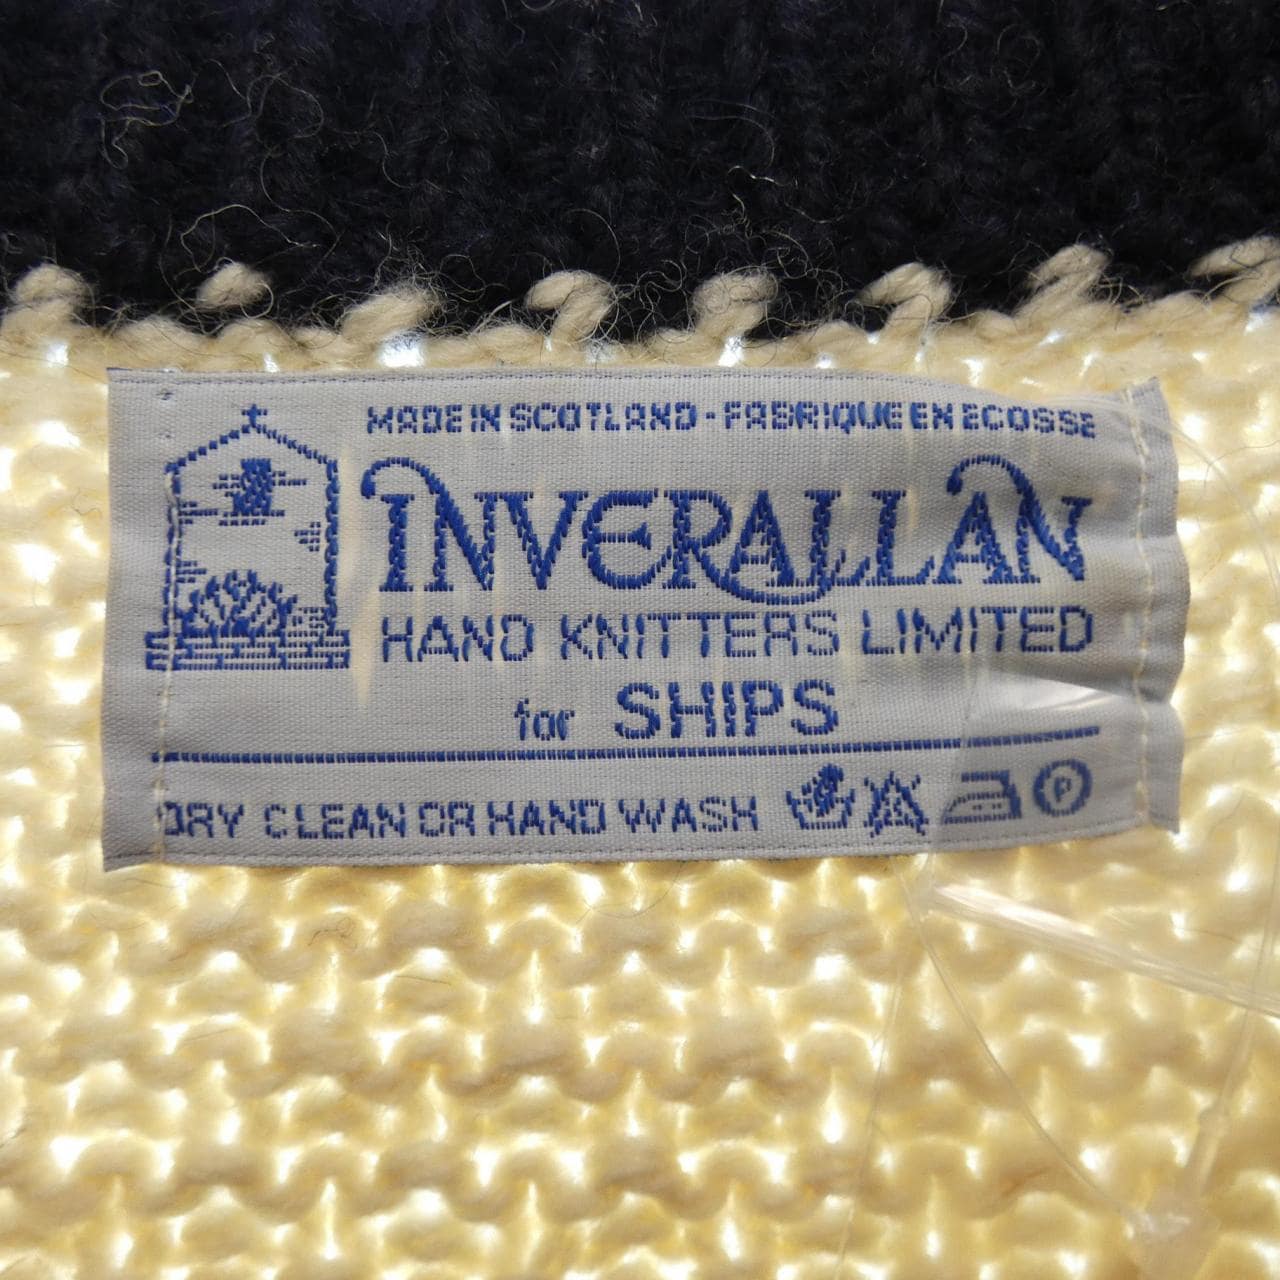 MADE IN SCOTLAND - FABRIQUE EN ECOSSE
INVERALLAN
HAND KNITTERS LIMITED
for SHIPS
DRY CLEAN OR HAND WASH P